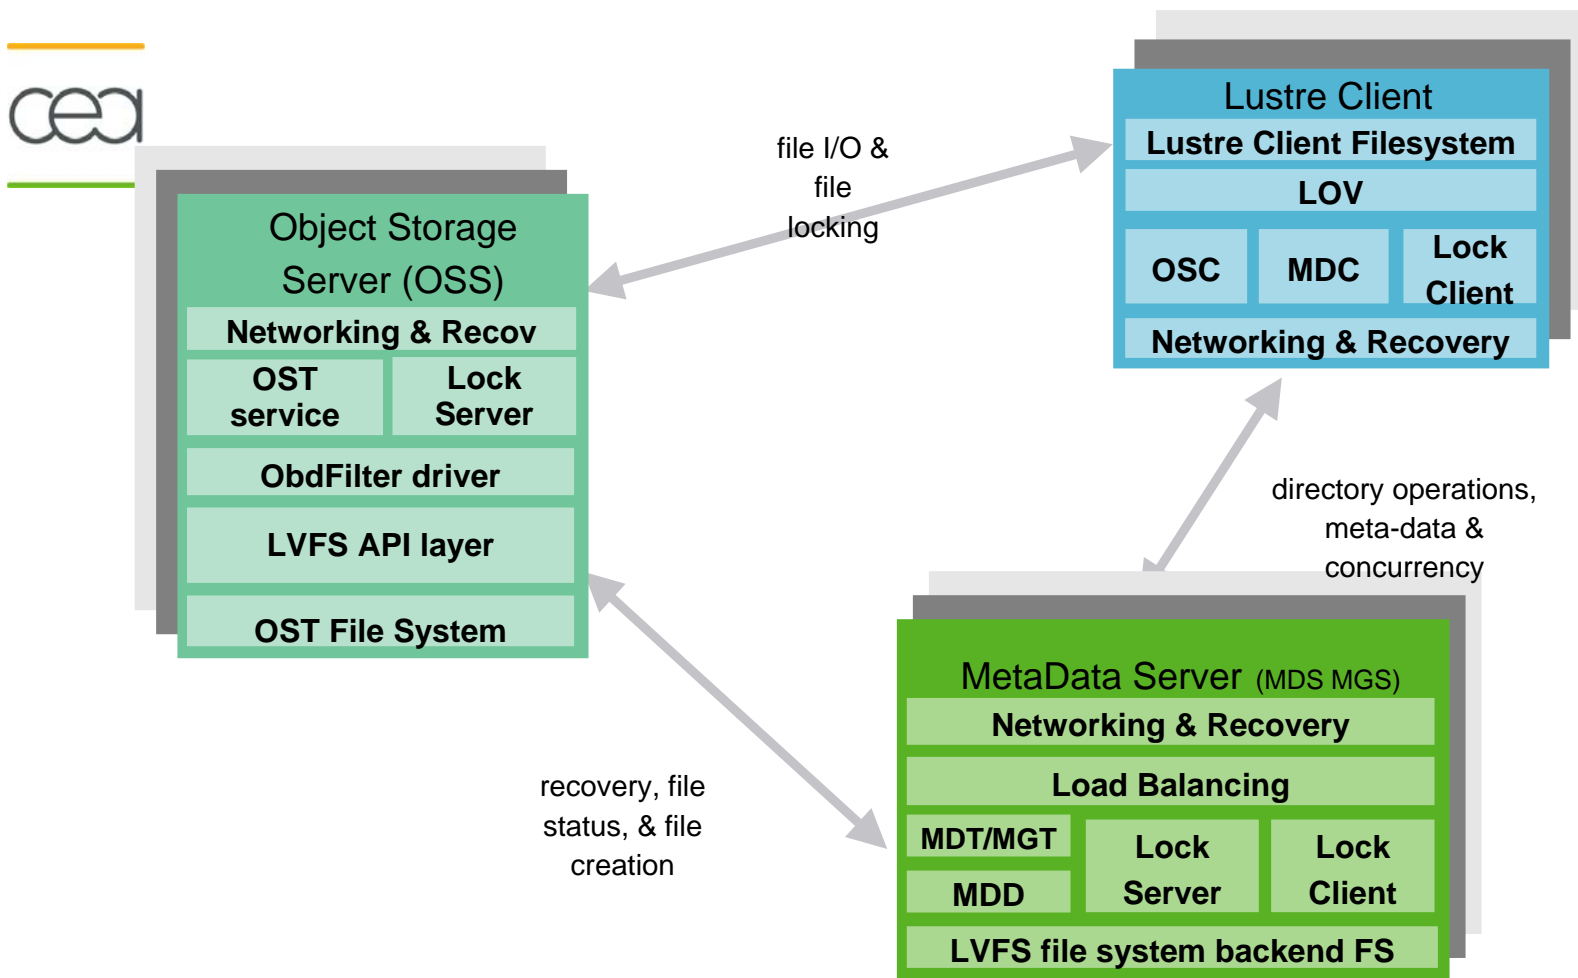 cea
Object Storage
Server (OSS)
Networking & Recov
OST
service
Lock
Server
ObdFilter driver
LVFS API layer
OST File System
file I/O &
file
locking
Lustre Client
Lustre Client Filesystem
LOV
OSC
MDC
Lock
Client
Networking & Recovery
directory operations,
meta-data &
concurrency
recovery, file
status, & file
creation
MetaData Server (MDS MGS)
Networking & Recovery
Load Balancing
MDT/MGT
MDD
Lock
Server
Lock
Client
LVFS file system backend FS